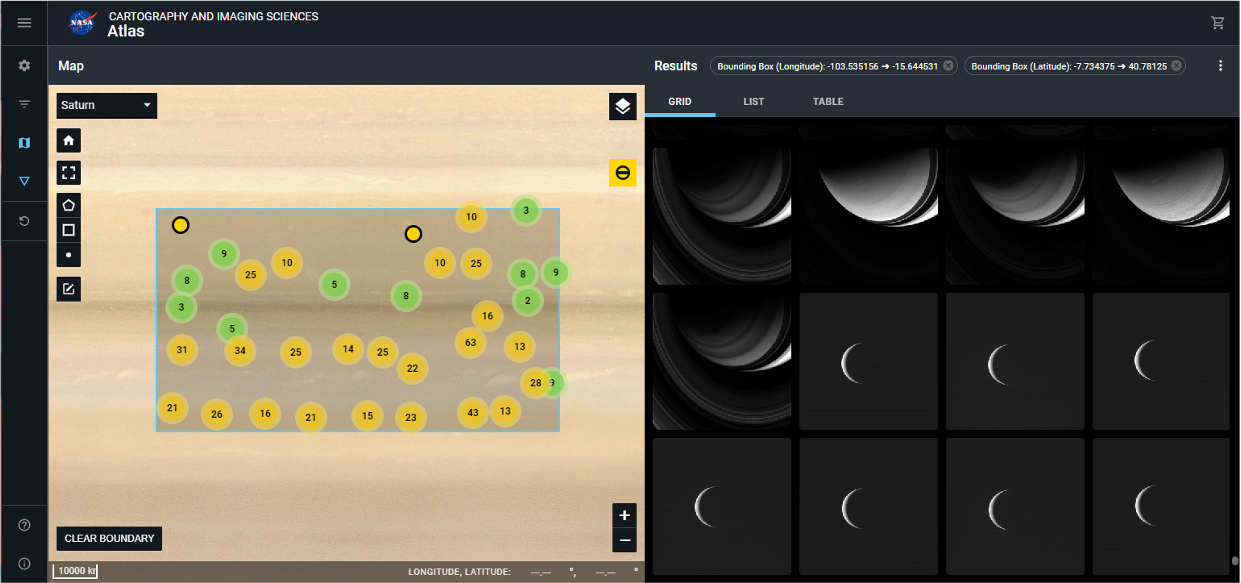 NASA
CARTOGRAPHY AND IMAGING SCIENCES
Atlas
Map
Saturn
10
3
9
25
10
10
25
8
9
8
5
8
2
3
16
5
31
34
25
14
25
22
63
13
28
9
21
26
16
21
15
23
43
13
CLEAR BOUNDARY
10000 km
LONGITUDE, LATITUDE: --.-- °, --.-- °
Results
Bounding Box (Longitude): -103.535156 ➔ -15.644531
Bounding Box (Latitude): -7.734375 ➔ 40.78125
GRID LIST TABLE